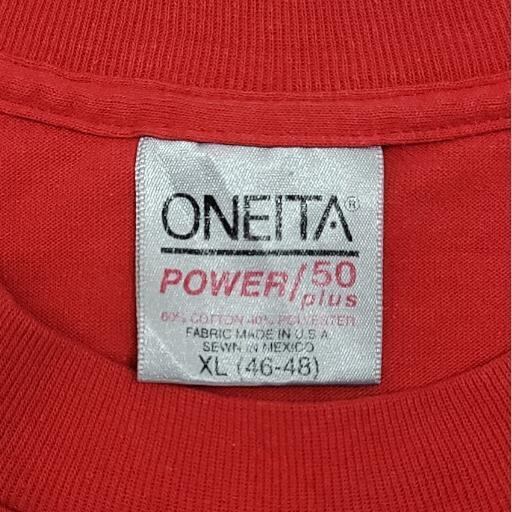 ONEITA®
POWER/50
plus
60% COTTON 40% POLYESTER
FABRIC MADE IN U.S.A.
SEWN IN MEXICO
XL (46-48)